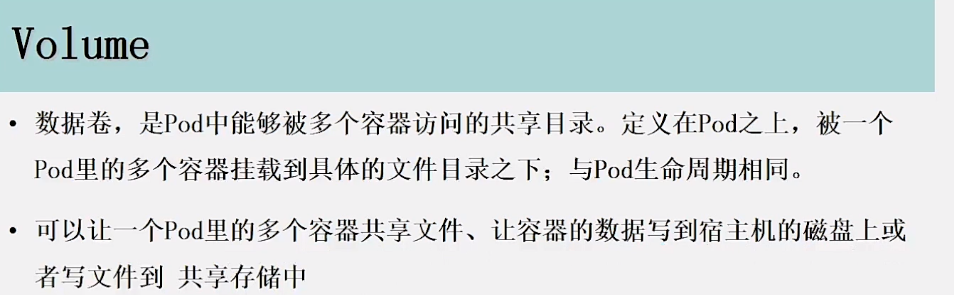 Volume
• 数据卷，是Pod中能够被多个容器访问的共享目录。定义在Pod之上，被一个
Pod里的多个容器挂载到具体的文件目录之下；与Pod生命周期相同。
• 可以让一个Pod里的多个容器共享文件、让容器的数据写到宿主机的磁盘上或
者写文件到 共享存储中